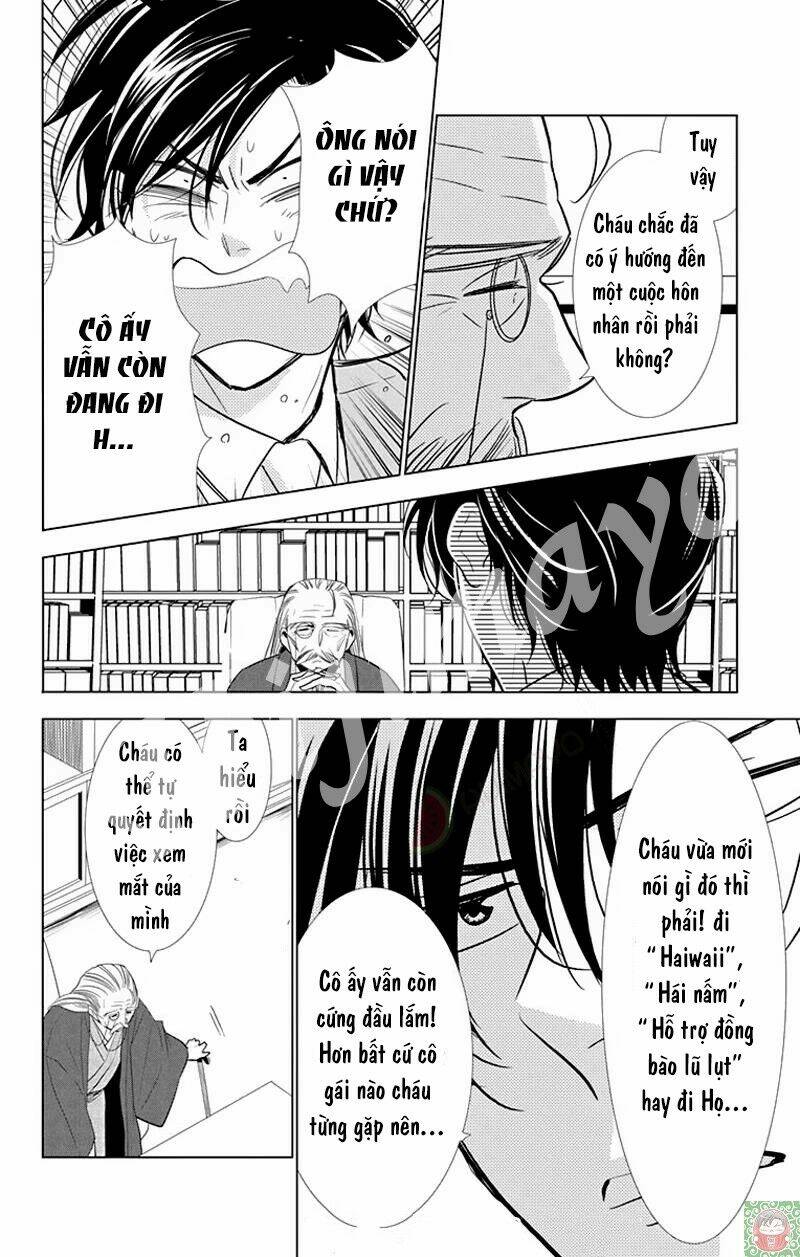 Tuy
vậy
Cháu chắc đã
có ý hướng đến
một cuộc hôn
nhân rồi phải
không?
ÔNG NÓI
GÌ VẬY
CHỨ?
CÔ ẤY
VẪN CÒN
ĐANG ĐI
H...
Cháu vừa mới
nói gì đó thì
phải! đi
“Haiwaii”,
“Hái nấm”,
“Hỗ trợ đồng
bào lũ lụt”
hay đi Họ...
Cô ấy vẫn còn
cứng đầu lắm!
Hơn bất cứ cô
gái nào cháu
từng gặp nên...
Ta
hiểu
rồi
Cháu có
thể tự
quyết định
việc xem
mắt của
mình